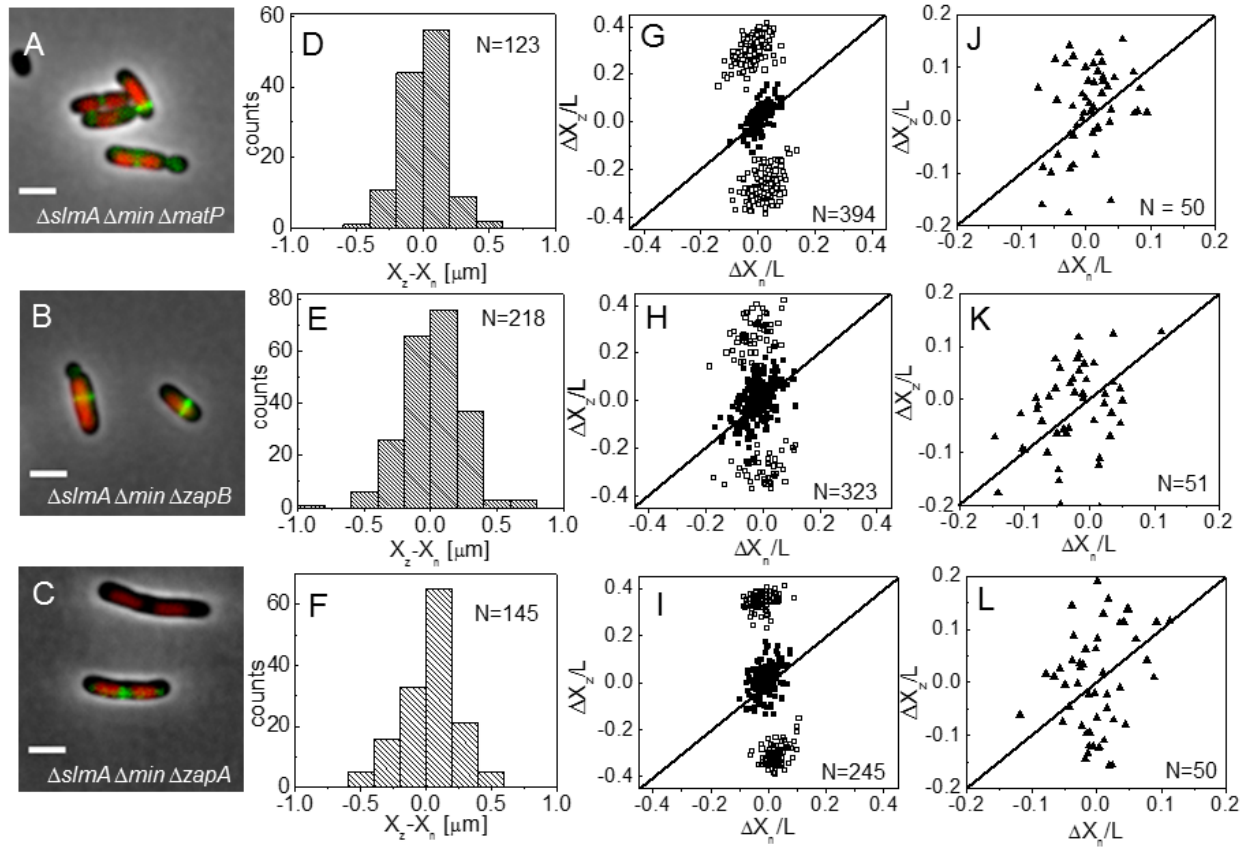 A
ΔslmA Δmin ΔmatP
D
N=123
counts
60
40
20
0
-1.0 -0.5 0.0 0.5 1.0
Xz-Xn [μm]
G
N=394
ΔXz/L
0.4
0.2
0.0
-0.2
-0.4
-0.4 -0.2 0.0 0.2 0.4
ΔXn/L
J
N = 50
ΔXz/L
0.2
0.1
0.0
-0.1
-0.2
-0.2 -0.1 0.0 0.1 0.2
ΔXn/L
B
ΔslmA Δmin ΔzapB
E
N=218
counts
80
60
40
20
0
-1.0 -0.5 0.0 0.5 1.0
Xz-Xn [μm]
H
N=323
ΔXz/L
0.4
0.2
0.0
-0.2
-0.4
-0.4 -0.2 0.0 0.2 0.4
ΔXn/L
K
N=51
ΔXz/L
0.2
0.1
0.0
-0.1
-0.2
-0.2 -0.1 0.0 0.1 0.2
ΔXn/L
C
ΔslmA Δmin ΔzapA
F
N=145
counts
60
40
20
0
-1.0 -0.5 0.0 0.5 1.0
Xz-Xn [μm]
I
N=245
ΔXz/L
0.4
0.2
0.0
-0.2
-0.4
-0.4 -0.2 0.0 0.2 0.4
ΔXn/L
L
N=50
ΔXz/L
0.2
0.1
0.0
-0.1
-0.2
-0.2 -0.1 0.0 0.1 0.2
ΔXn/L